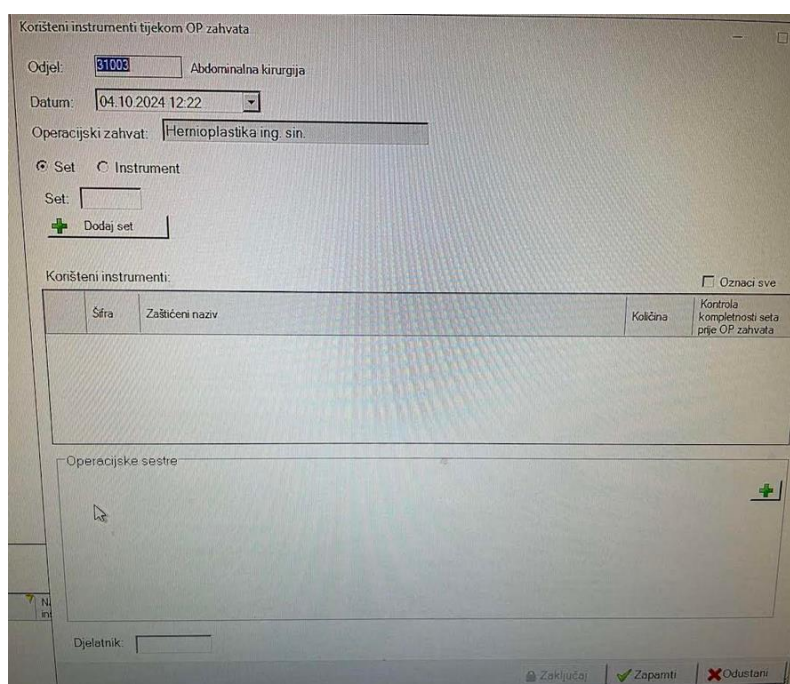 Korišteni instrumenti tijekom OP zahvata
Odjel: 31003 Abdominalna kirurgija
Datum: 04.10.2024 12:22
Operacijski zahvat: Hernioplastika ing. sin.
Set Instrument
Set:
Dodaj set
Korišteni instrumenti:
Oznaci sve
Šifra Zaštićeni naziv Količina Kontrola
kompletnosti seta
prije OP zahvata
Operacijske sestre
Djelatnik:
Zaključaj Zapamti Odustani